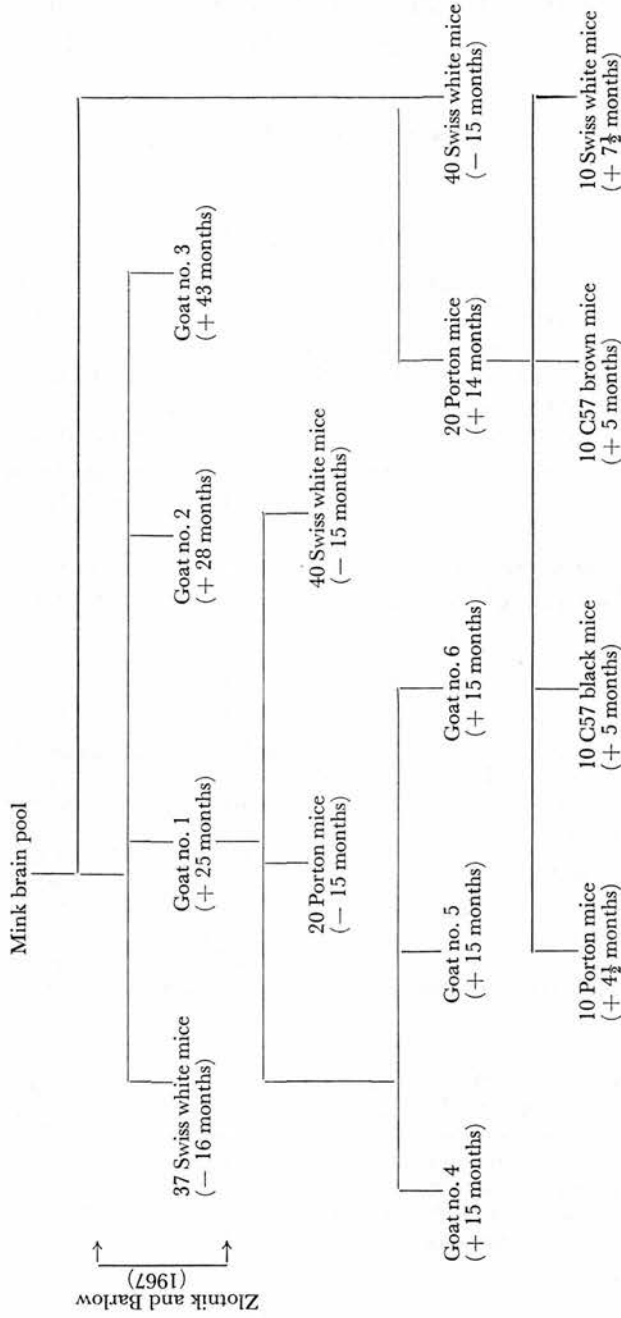 Mink brain pool
Zlotnik and Barlow
(1967)
37 Swiss white mice
(— 16 months)
Goat no. 1
(+ 25 months)
Goat no. 2
(+ 28 months)
Goat no. 3
(+ 43 months)
20 Porton mice
(— 15 months)
40 Swiss white mice
(— 15 months)
Goat no. 4
(+ 15 months)
Goat no. 5
(+ 15 months)
Goat no. 6
(+ 15 months)
20 Porton mice
(+ 14 months)
40 Swiss white mice
(— 15 months)
10 Porton mice
(+ 4½ months)
10 C57 black mice
(+ 5 months)
10 C57 brown mice
(+ 5 months)
10 Swiss white mice
(+ 7½ months)